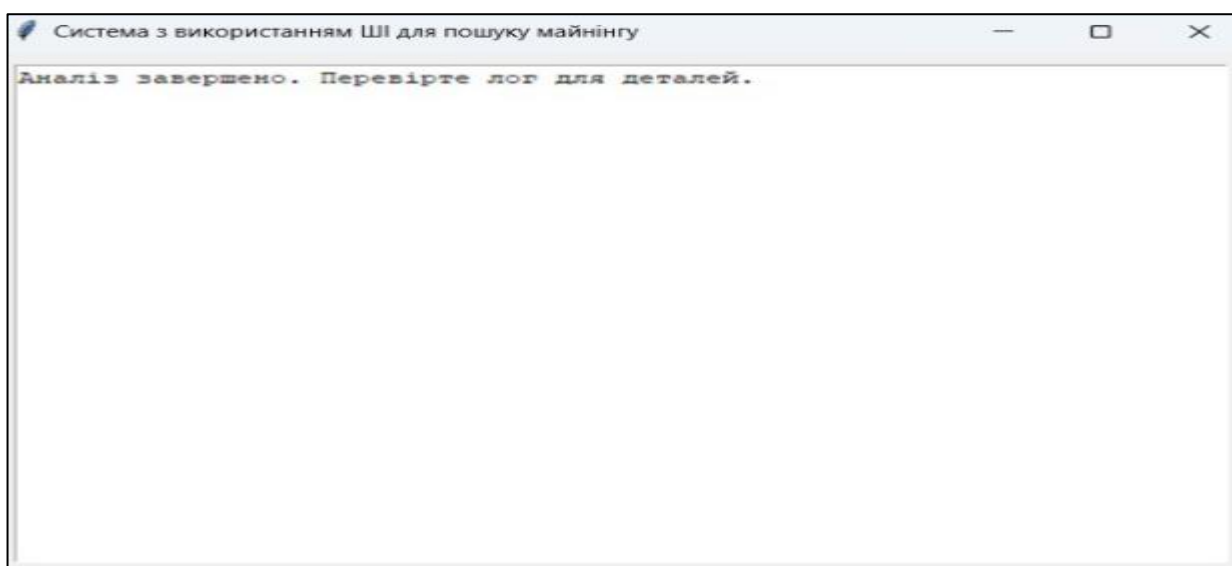 Система з використанням ШІ для пошуку майнінгу
Аналіз завершено. Перевірте лог для деталей.